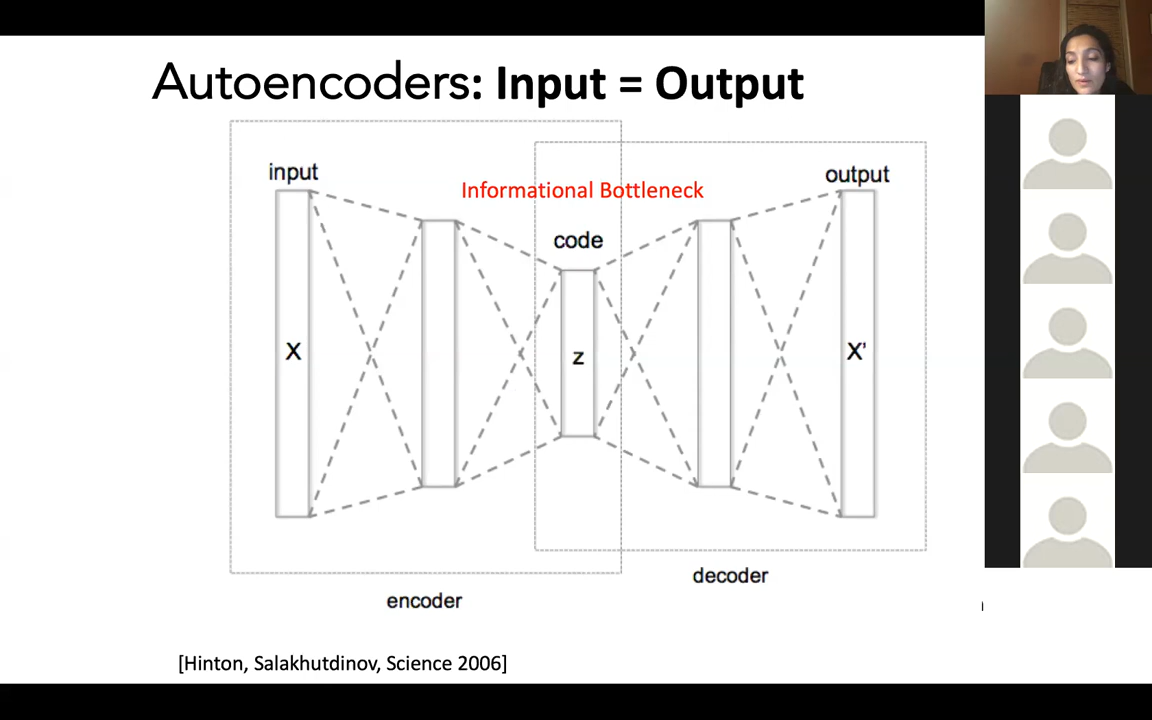 Autoencoders: Input = Output
input
output
Informational Bottleneck
code
X
z
X'
decoder
encoder
[Hinton, Salakhutdinov, Science 2006]